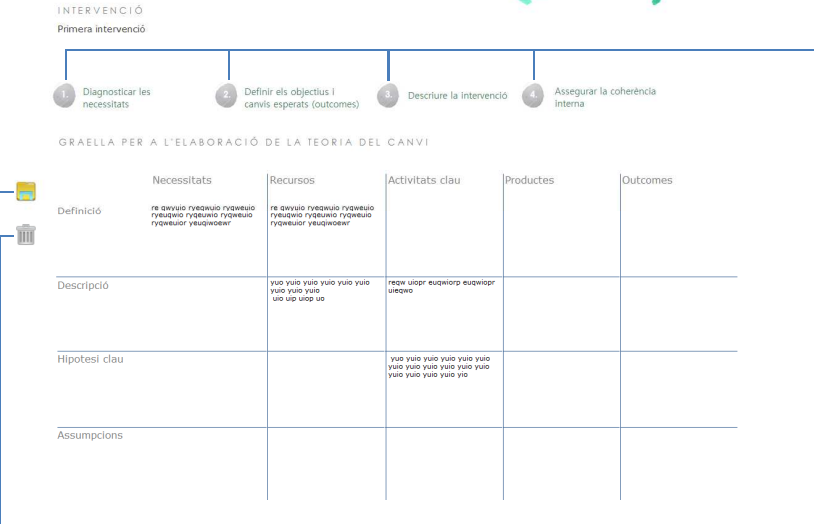 INTERVENCIÓ
Primera intervenció
1. Diagnosticar les
necessitats
2. Definir els objectius i
canvis esperats (outcomes)
3. Descriure la intervenció
4. Assegurar la coherència
interna
GRAELLA PER A L'ELABORACIÓ DE LA TEORIA DEL CANVI
Necessitats Recursos Activitats clau Productes Outcomes
Definició
re qwyuio ryeqwuio ryqweuio
ryeuqwio ryqeuwio ryqweuio
ryqweuior yeuqiwoewr
re qwyuio ryeqwuio ryqweuio
ryeuqwio ryqeuwio ryqweuio
ryqweuior yeuqiwoewr
Descripció
yuo yuio yuio yuio yuio yuio
yuio yuio yuio
uio uip uiop uo
reqw uiopr euqwiorp euqwiopr
uieqwo
Hipotesi clau
yuo yuio yuio yuio yuio yuio
yuio yuio yuio yuio yuio yuio
yuio yuio yuio yuio yio
Assumpcions